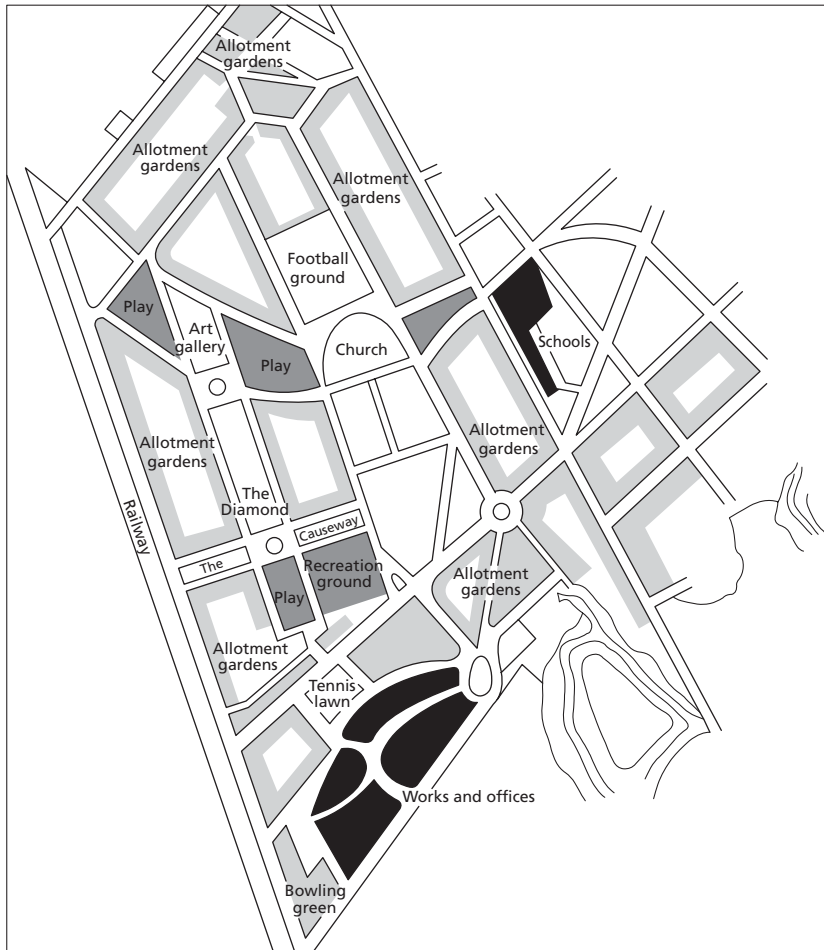 Allotment
gardens
Allotment
gardens
Allotment
gardens
Football
ground
Play
Art
gallery
Play
Church
Schools
Allotment
gardens
Allotment
gardens
Railway
The
Diamond
The
Causeway
Recreation
ground
Play
Allotment
gardens
Allotment
gardens
Tennis
lawn
Works and offices
Bowling
green